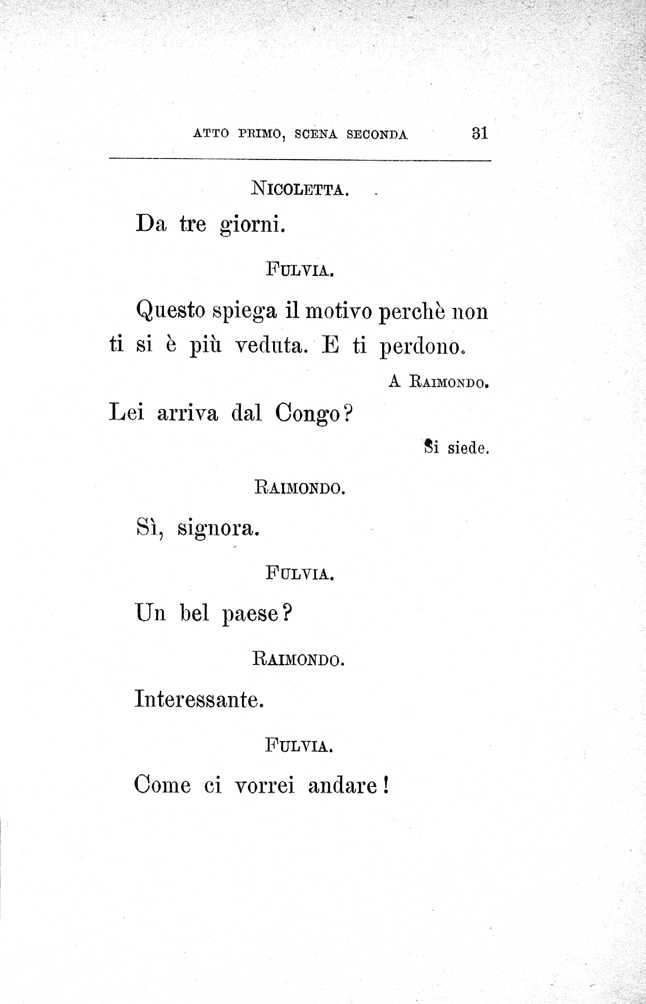 ATTO PRIMO, SCENA SECONDA 31
NICOLETTA.
Da tre giorni.
FULVIA.
Questo spiega il motivo perchè non
ti si è più veduta. E ti perdono.
A RAIMONDO.
Lei arriva dal Congo?
Si siede.
RAIMONDO.
Sì, signora.
FULVIA.
Un bel paese?
RAIMONDO.
Interessante.
FULVIA.
Come ci vorrei andare!